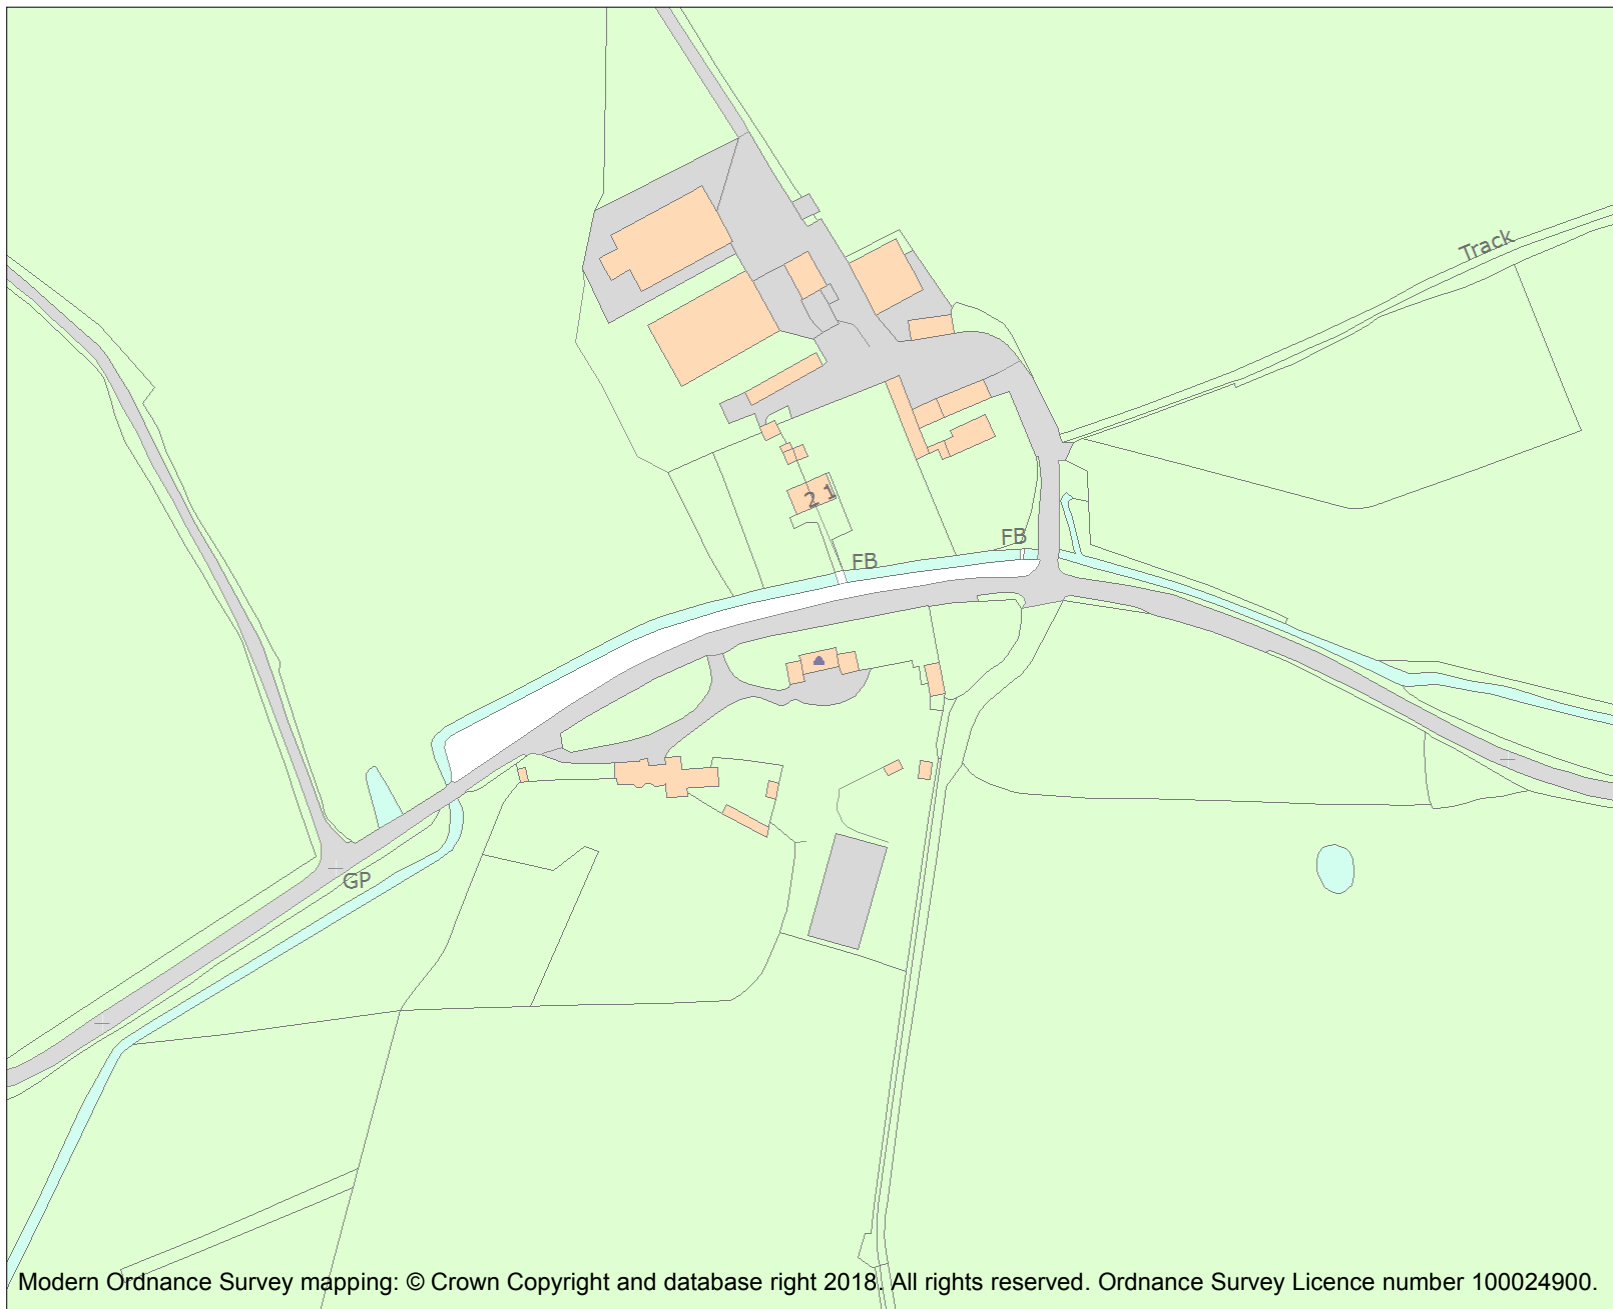 Track
2 1
FB
FB
GP
Modern Ordnance Survey mapping: © Crown Copyright and database right 2018. All rights reserved. Ordnance Survey Licence number 100024900.